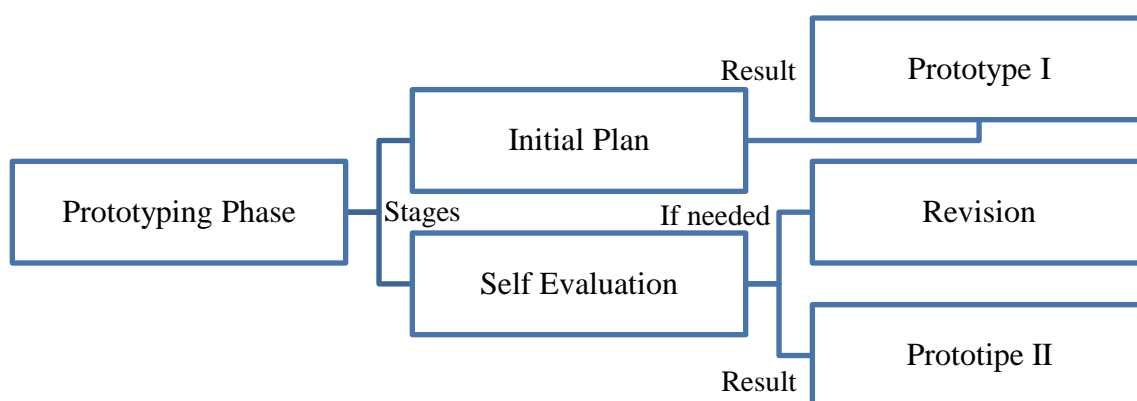 Result
Prototype I
Initial Plan
Prototyping Phase
Stages
If needed
Revision
Self Evaluation
Prototipe II
Result